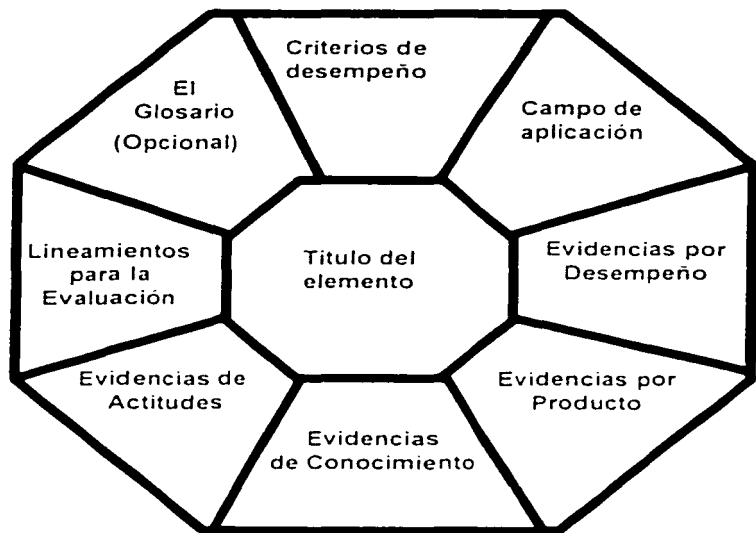 Criterios de
desempeño
Campo de
aplicación
Evidencias por
Desempeño
Evidencias por
Producto
Evidencias
de Conocimiento
Evidencias de
Actitudes
Lineamientos
para la
Evaluación
El
Glosario
(Opcional)
Titulo del
elemento